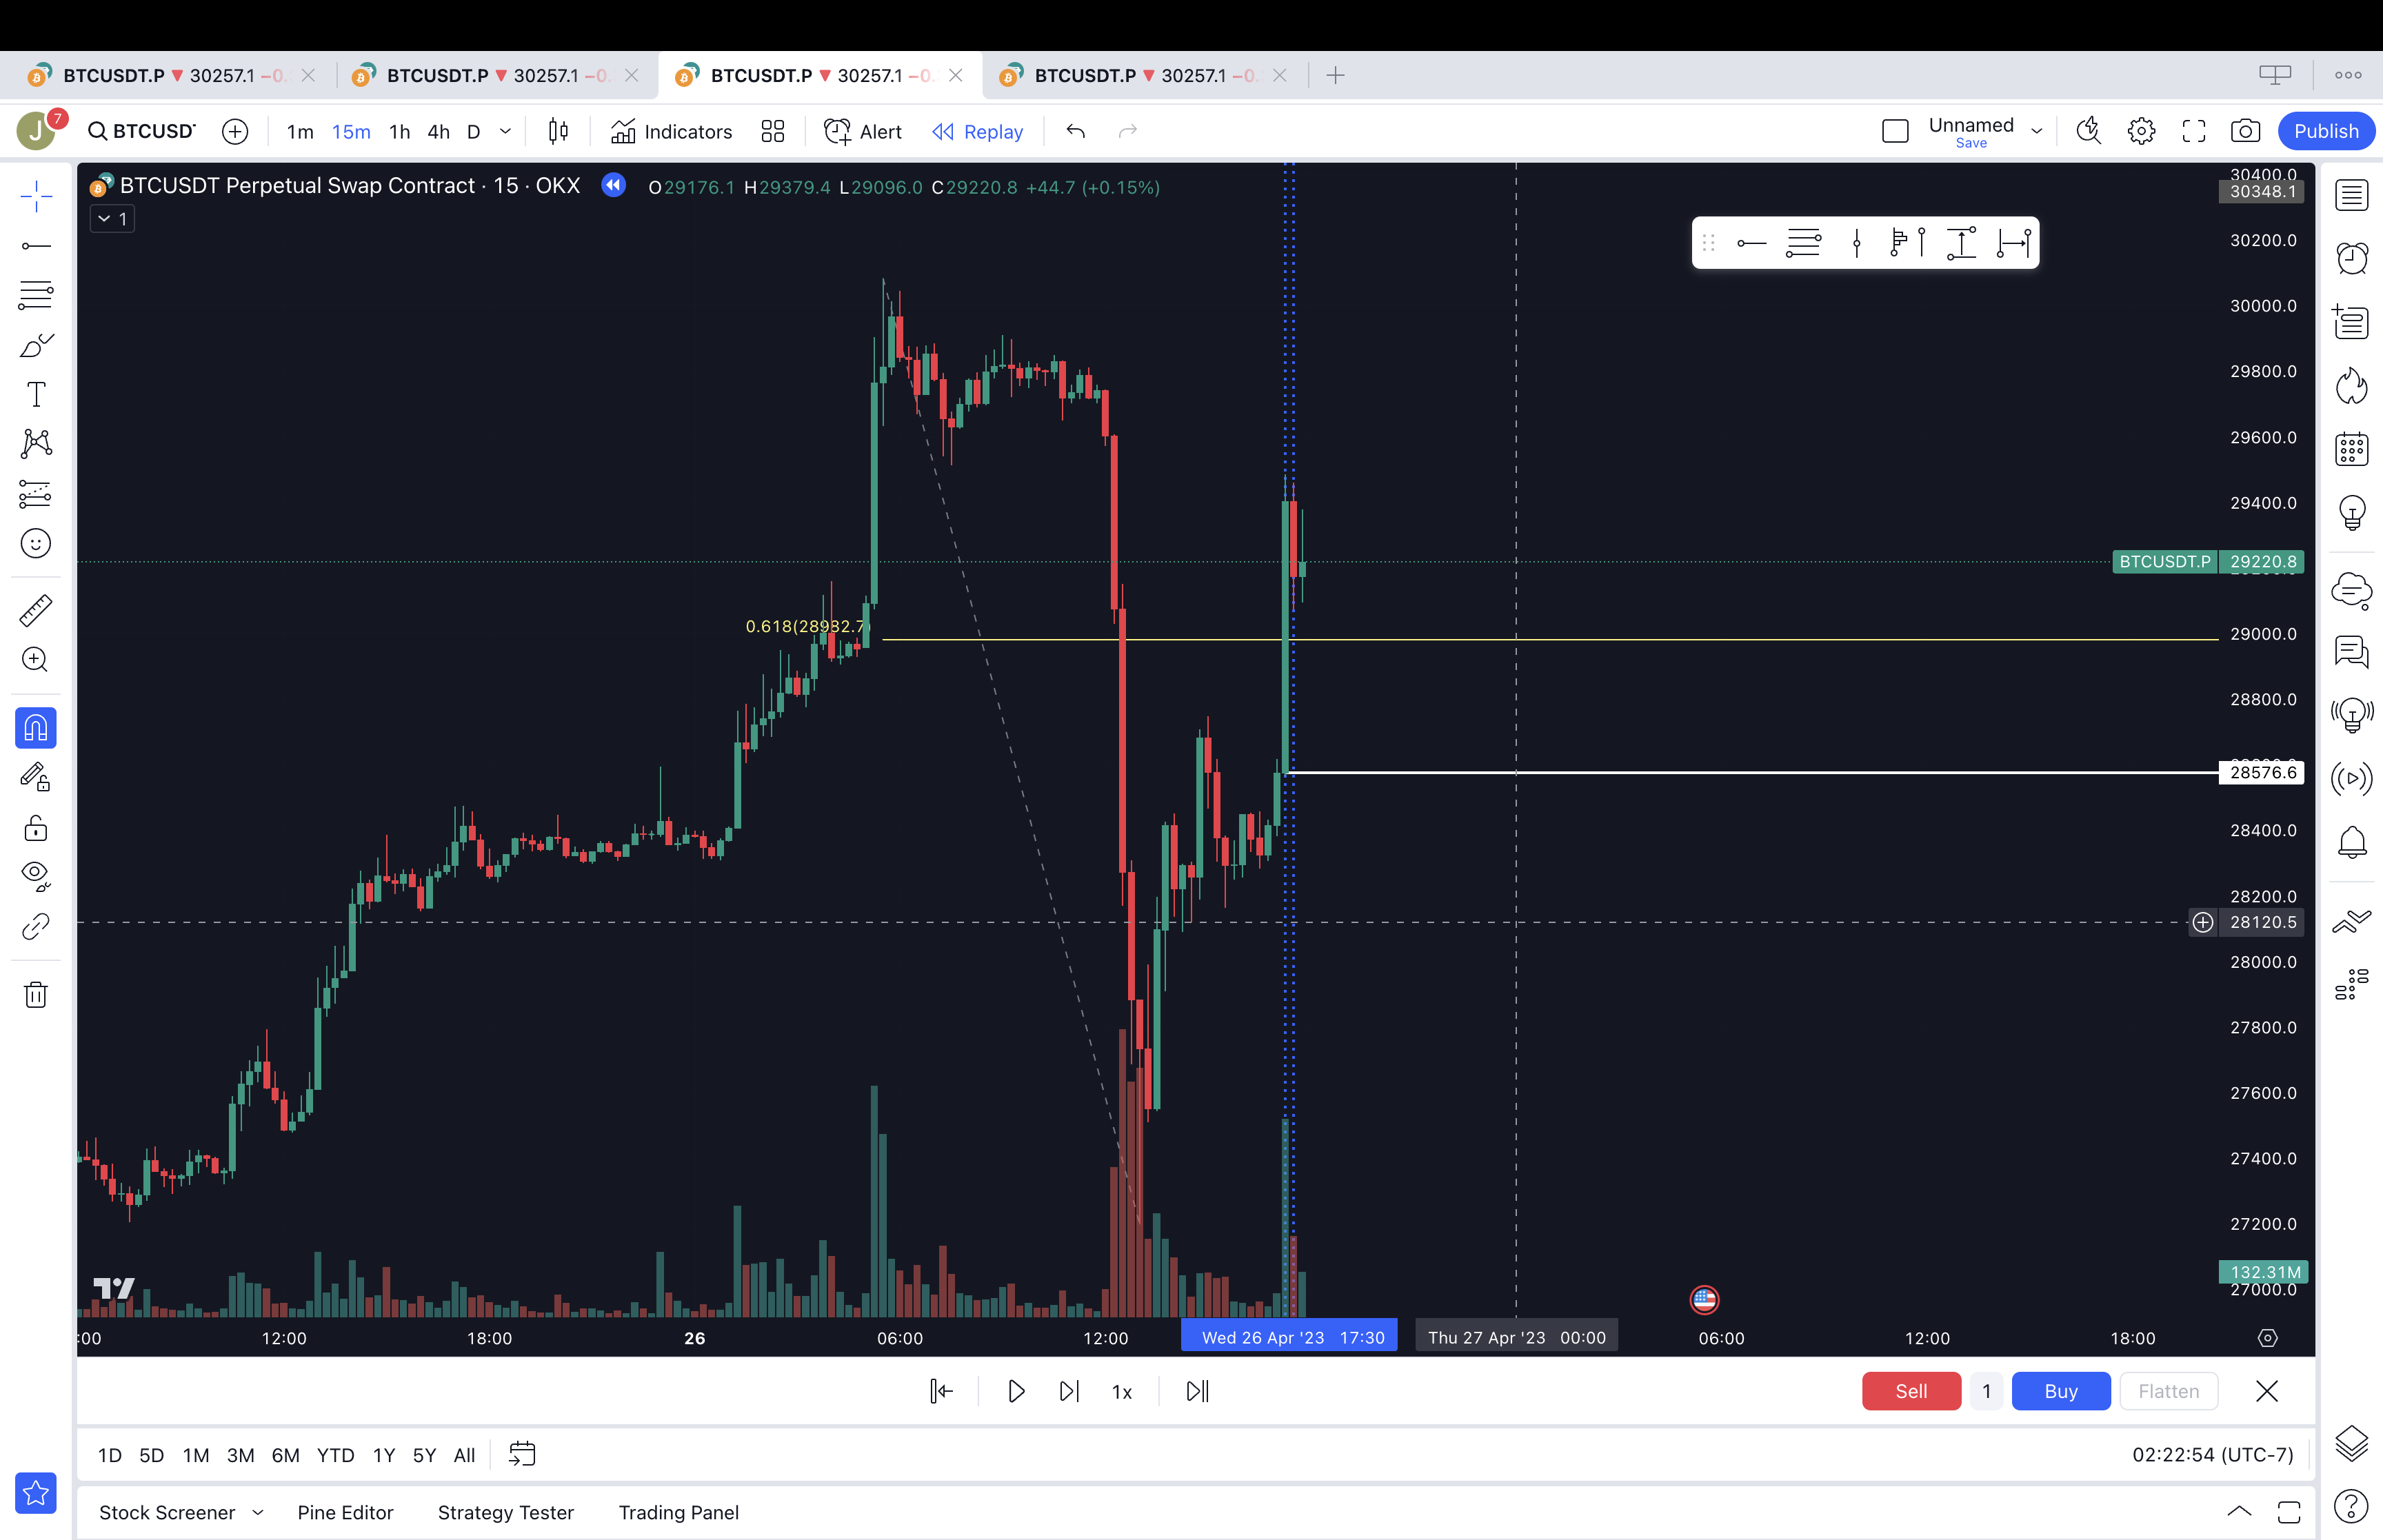 BTCUSDT.P ▼ 30257.1 −0. BTCUSDT.P ▼ 30257.1 −0. BTCUSDT.P ▼ 30257.1 −0. BTCUSDT.P ▼ 30257.1 −0.
J 7 BTCUSD 1m 15m 1h 4h D Indicators Alert Replay Unnamed Save Publish
BTCUSDT Perpetual Swap Contract · 15 · OKX O29176.1 H29379.4 L29096.0 C29220.8 +44.7 (+0.15%)
1
30400.0
30348.1
30200.0
30000.0
29800.0
29600.0
29400.0
BTCUSDT.P 29220.8
0.618(28982.7)
29000.0
28800.0
28576.6
28400.0
28200.0
28120.5
28000.0
27800.0
27600.0
27400.0
27200.0
132.31M
27000.0
:00 12:00 18:00 26 06:00 12:00 Wed 26 Apr '23 17:30 Thu 27 Apr '23 00:00 06:00 12:00 18:00
1x Sell 1 Buy Flatten
1D 5D 1M 3M 6M YTD 1Y 5Y All 02:22:54 (UTC-7)
Stock Screener Pine Editor Strategy Tester Trading Panel